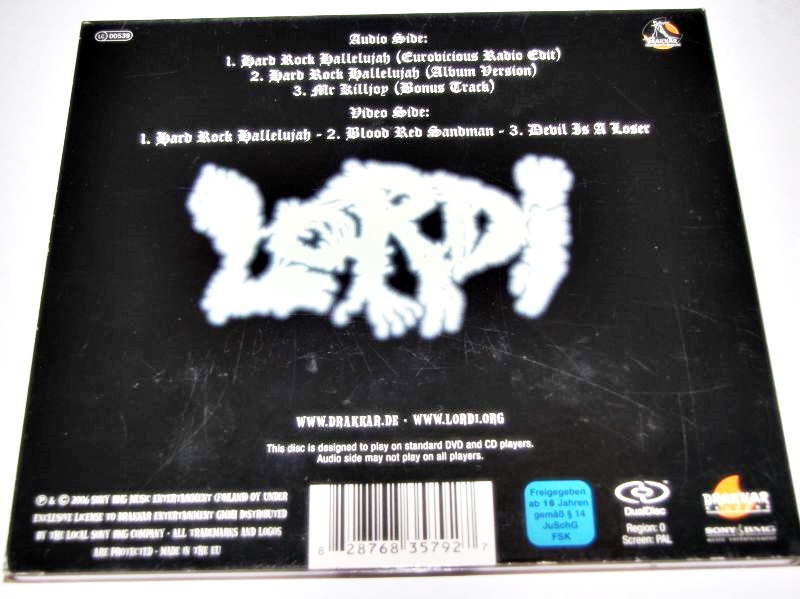 LC 00539
Audio Side:
1. Hard Rock Hallelujah (Eurovicious Radio Edit)
2. Hard Rock Hallelujah (Album Version)
3. Mr Killjoy (Bonus Track)
Video Side:
1. Hard Rock Hallelujah - 2. Blood Red Sandman - 3. Devil Is A Loser
DRAKKAR
LORDI
WWW.DRAKKAR.DE · WWW.LORDI.ORG
This disc is designed to play on standard DVD and CD players.
Audio side may not play on all players.
℗ & © 2006 SONY BMG MUSIC ENTERTAINMENT (FINLAND OY UNDER
EXCLUSIVE LICENSE TO DRAKKAR ENTERTAINMENT GMBH DISTRIBUTED
BY THE LOCAL SONY BMG COMPANY · ALL TRADEMARKS AND LOGOS
ARE PROTECTED · MADE IN THE EU
8 28768 35792 7
Freigegeben
ab 16 Jahren
gemäß § 14
JuSchG
FSK
DualDisc
Region: 0
Screen: PAL
DRAKKAR
SONY BMG
MUSIC ENTERTAINMENT